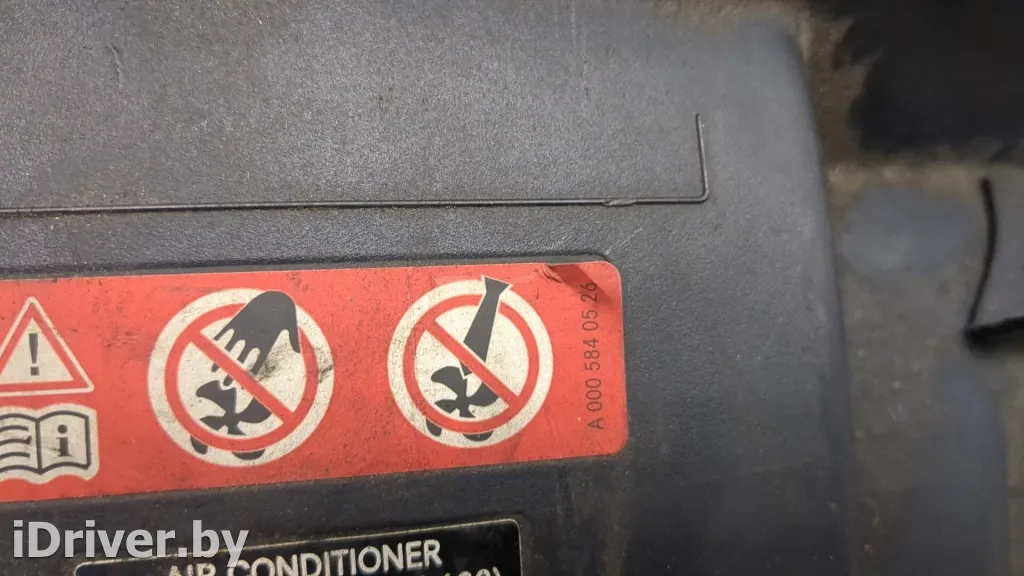 A 000 584 05 26
AIR CONDITIONER
iDriver.by